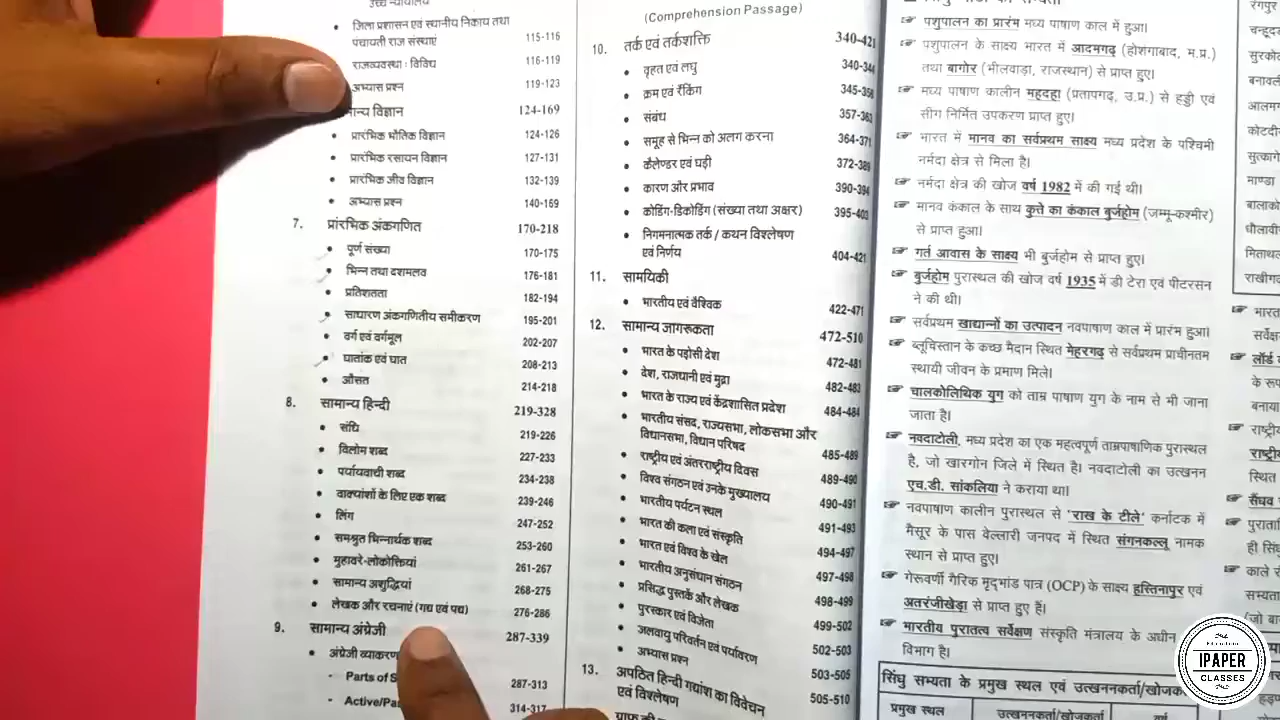 जिला प्रशासन एवं स्थानीय निकाय तथा
पंचायती राज संस्थाएं 115-116
राजव्यवस्था : विविध 116-119
अभ्यास प्रश्न 119-123
विज्ञान 124-169
प्रारंभिक भौतिक विज्ञान 124-126
प्रारंभिक रसायन विज्ञान 127-131
प्रारंभिक जीव विज्ञान 132-139
अभ्यास प्रश्न 140-169
7. प्रारंभिक अंकगणित 170-218
पूर्ण संख्या 170-175
भिन्न तथा दशमलव 176-181
प्रतिशतता 182-194
साधारण अंकगणितीय समीकरण 195-201
वर्ग एवं वर्गमूल 202-207
घातांक एवं घात 208-213
औसत 214-218
8. सामान्य हिन्दी 219-328
संधि 219-226
विलोम शब्द 227-233
पर्यायवाची शब्द 234-238
वाक्यांशों के लिए एक शब्द 239-246
लिंग 247-252
समश्रुत भिन्नार्थक शब्द 253-260
मुहावरे-लोकोक्तियां 261-267
सामान्य अशुद्धियां 268-275
लेखक और रचनाएं (गद्य एवं पद्य) 276-286
9. सामान्य अंग्रेजी 287-339
अंग्रेजी व्याकरण
- Parts of 287-313
- 314-317
(Comprehension Passage)
10. तर्क एवं तर्कशक्ति 340-421
वृहत एवं लघु 340-344
क्रम एवं रैंकिंग 345-356
संबंध 357-363
समूह से भिन्न को अलग करना 364-371
कैलेण्डर एवं घड़ी 372-389
कारण और प्रभाव 390-394
कोडिंग-डिकोडिंग (संख्या तथा अक्षर) 395-403
निगमनात्मक तर्क / कथन विश्लेषण
एवं निर्णय 404-421
11. सामयिकी
भारतीय एवं वैश्विक 422-471
12. सामान्य जागरूकता 472-510
भारत के पड़ोसी देश 472-481
देश, राजधानी एवं मुद्रा 482-483
भारत के राज्य एवं केंद्रशासित प्रदेश 484-484
भारतीय संसद, राज्यसभा, लोकसभा और
विधानसभा, विधान परिषद 485-489
राष्ट्रीय एवं अंतरराष्ट्रीय दिवस 489-490
विश्व संगठन एवं उनके मुख्यालय 490-491
भारतीय पर्यटन स्थल 491-493
भारत की कला एवं संस्कृति 494-497
भारत एवं विश्व के खेल 497-498
भारतीय अनुसंधान संगठन 498-499
प्रसिद्ध पुस्तकें और लेखक 499-502
पुरस्कार एवं विजेता 502-503
जलवायु परिवर्तन एवं पर्यावरण 503-505
अभ्यास प्रश्न 505-510
13. अपठित हिन्दी गद्यांश का विवेचन
एवं विश्लेषण
☞ पशुपालन का प्रारंम मध्य पाषाण काल में हुआ।
☞ पशुपालन के साक्ष्य भारत में आदमगढ़ (होशंगाबाद, म.प्र.)
तथा बागोर (भीलवाड़ा, राजस्थान) से प्राप्त हुए।
☞ मध्य पाषाण कालीन महदहा (प्रतापगढ़, उ.प्र.) से हड्डी एवं
सींग निर्मित उपकरण प्राप्त हुए।
☞ भारत में मानव का सर्वप्रथम साक्ष्य मध्य प्रदेश के पश्चिमी
नर्मदा क्षेत्र से मिला है।
☞ नर्मदा क्षेत्र की खोज वर्ष 1982 में की गई थी।
☞ मानव कंकाल के साथ कुत्ते का कंकाल बुर्जहोम (जम्मू-कश्मीर)
से प्राप्त हुआ।
☞ गर्त आवास के साक्ष्य भी बुर्जहोम से प्राप्त हुए।
☞ बुर्जहोम पुरास्थल की खोज वर्ष 1935 में डी टेरा एवं पीटरसन
ने की थी।
☞ सर्वप्रथम खाद्यान्नों का उत्पादन नवपाषाण काल में प्रारंम हुआ।
☞ ब्लूचिस्तान के कच्छ मैदान स्थित मेहरगढ़ से सर्वप्रथम प्राचीनतम
स्थायी जीवन के प्रमाण मिले।
☞ चालकोलिथिक युग को ताम्र पाषाण युग के नाम से भी जाना
जाता है।
☞ नवदाटोली, मध्य प्रदेश का एक महत्वपूर्ण ताम्रपाषाणिक पुरास्थल
है, जो खारगोन जिले में स्थित है। नवदाटोली का उत्खनन
एच.डी. सांकलिया ने कराया था।
☞ नवपाषाण कालीन पुरास्थल से 'राख के टीले' कर्नाटक में
मैसूर के पास वेल्लारी जनपद में स्थित संगनकल्लू नामक
स्थान से प्राप्त हुए।
☞ गेरूवर्णी गैरिक मृद्भांड पात्र (OCP) के साक्ष्य हस्तिनापुर एवं
अतरंजीखेड़ा से प्राप्त हुए हैं।
☞ भारतीय पुरातत्व सर्वेक्षण संस्कृति मंत्रालय के अधीन
विभाग है।
सिंधु सभ्यता के प्रमुख स्थल एवं उत्खननकर्ता/खोजक
प्रमुख स्थल उत्खननकर्ता/खोजकर्ता वर्ष
IPAPER
CLASSES